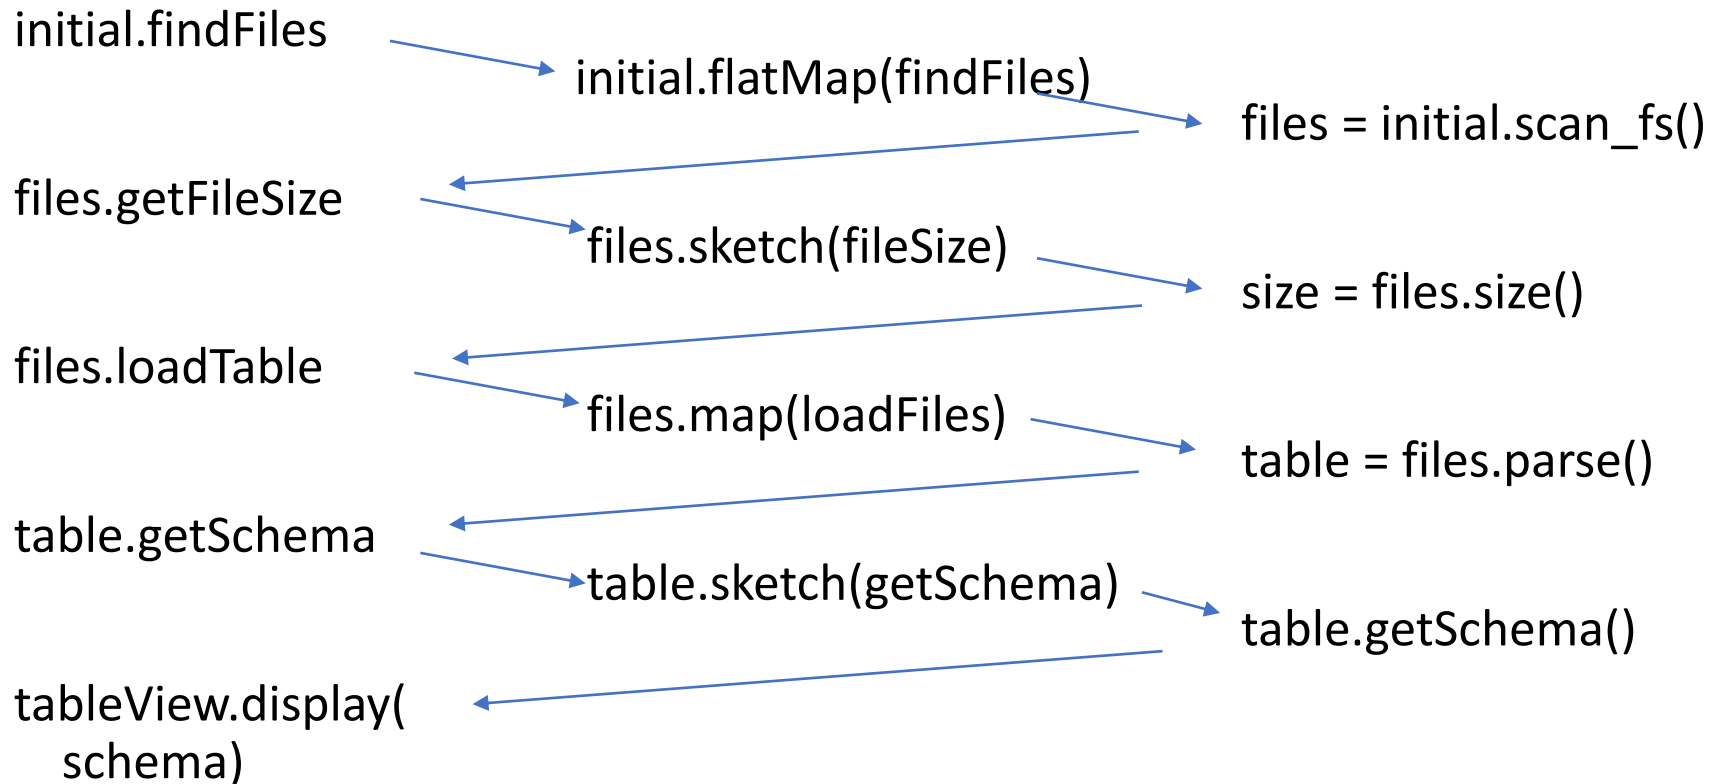 initial.findFiles
initial.flatMap(findFiles)
files = initial.scan_fs()
files.getFileSize
files.sketch(fileSize)
size = files.size()
files.loadTable
files.map(loadFiles)
table = files.parse()
table.getSchema
table.sketch(getSchema)
table.getSchema()
tableView.display(
schema)